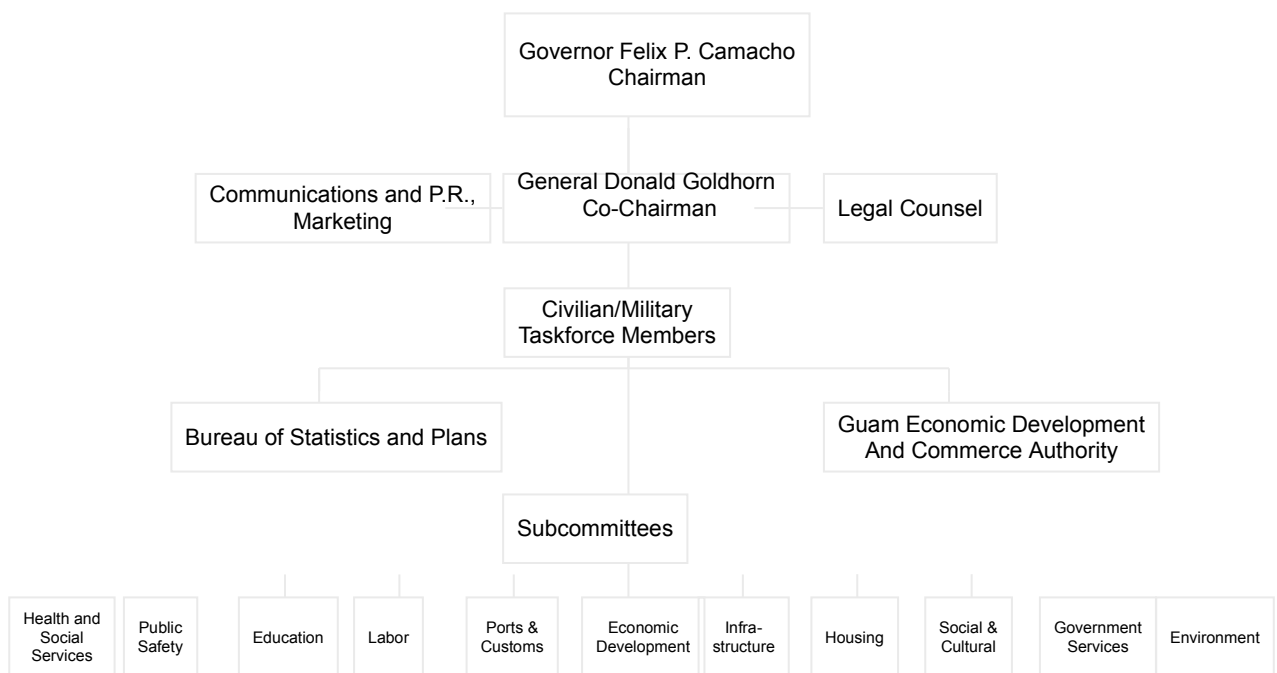 Governor Felix P. Camacho
Chairman
Communications and P.R.,
Marketing
General Donald Goldhorn
Co-Chairman
Legal Counsel
Civilian/Military
Taskforce Members
Bureau of Statistics and Plans
Guam Economic Development
And Commerce Authority
Subcommittees
Health and
Social
Services
Public
Safety
Education
Labor
Ports &
Customs
Economic
Development
Infra-
structure
Housing
Social &
Cultural
Government
Services
Environment